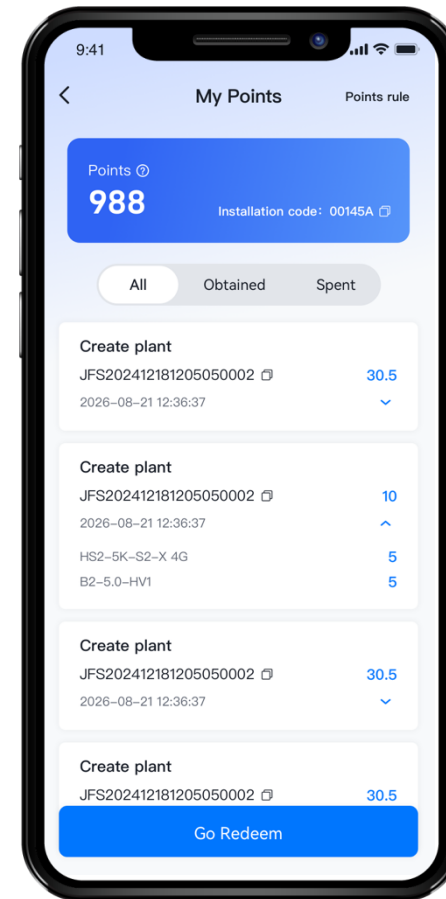 9:41
My Points
Points rule
Points
988
Installation code: 00145A
All
Obtained
Spent
Create plant
JFS202412181205050002
30.5
2026-08-21 12:36:37
Create plant
JFS202412181205050002
10
2026-08-21 12:36:37
HS2-5K-S2-X 4G
5
B2-5.0-HV1
5
Create plant
JFS202412181205050002
30.5
2026-08-21 12:36:37
Create plant
JFS202412181205050002
30.5
Go Redeem